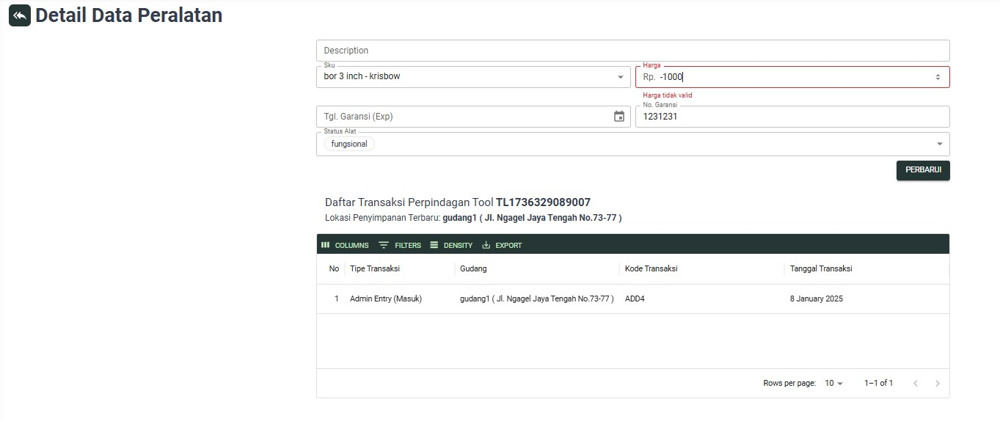 Detail Data Peralatan
Description
Sku
bor 3 inch - krisbow
Harga
Rp. -1000
Harga tidak valid
Tgl. Garansi (Exp)
No. Garansi
1231231
Status Alat
fungsional
PERBARUI
Daftar Transaksi Perpindagan Tool TL1736329089007
Lokasi Penyimpanan Terbaru: gudang1 ( Jl. Ngagel Jaya Tengah No.73-77 )
COLUMNS FILTERS DENSITY EXPORT
No Tipe Transaksi Gudang Kode Transaksi Tanggal Transaksi
1 Admin Entry (Masuk) gudang1 ( Jl. Ngagel Jaya Tengah No.73-77 ) ADD4 8 January 2025
Rows per page: 10 1–1 of 1